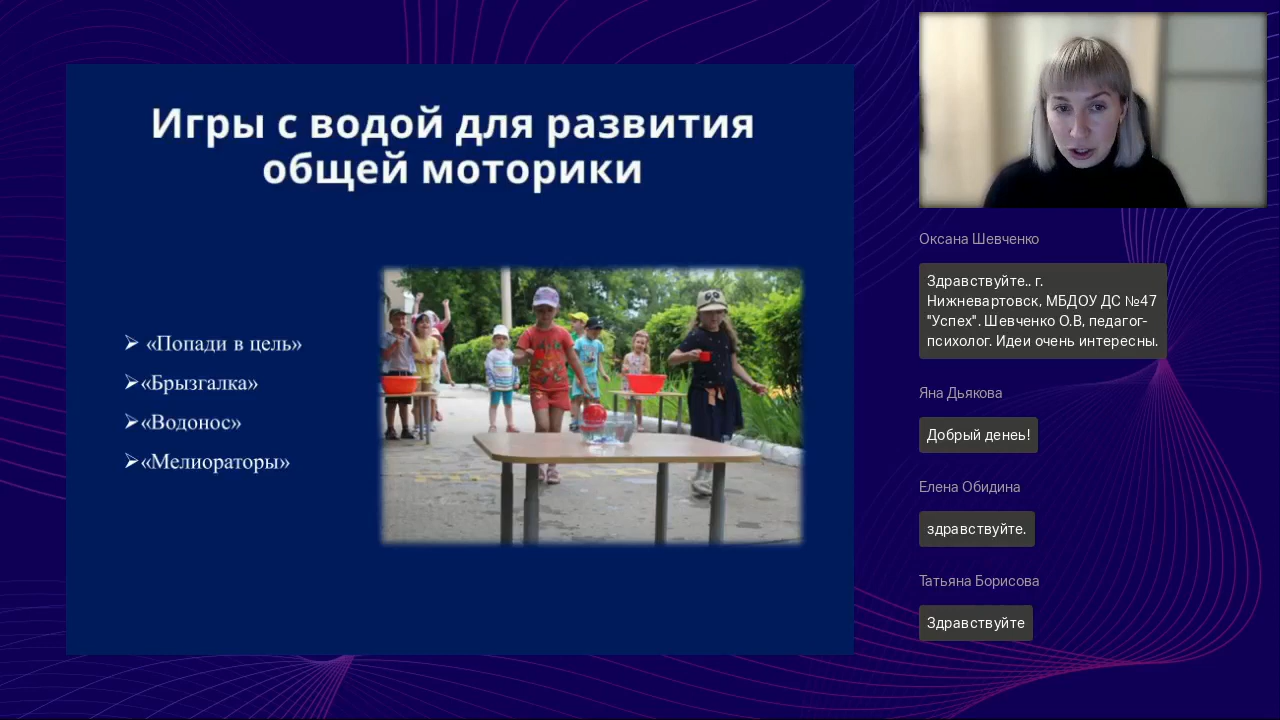 Игры с водой для развития
общей моторики
➢ «Попади в цель»
➢«Брызгалка»
➢«Водонос»
➢«Мелиораторы»
Оксана Шевченко
Здравствуйте.. г.
Нижневартовск, МБДОУ ДС №47
"Успех". Шевченко О.В, педагог-
психолог. Идеи очень интересны.
Яна Дьякова
Добрый денеь!
Елена Обидина
здравствуйте.
Татьяна Борисова
Здравствуйте